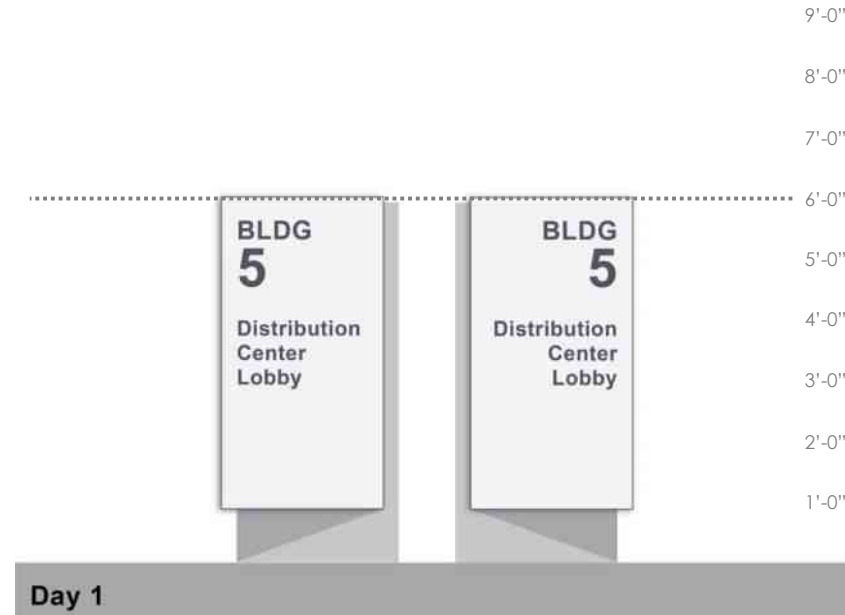 9’-0”
8’-0”
7’-0”
6’-0”
5’-0”
4’-0”
3’-0”
2’-0”
1’-0”
BLDG
5
Distribution
Center
Lobby
BLDG
5
Distribution
Center
Lobby
Day 1